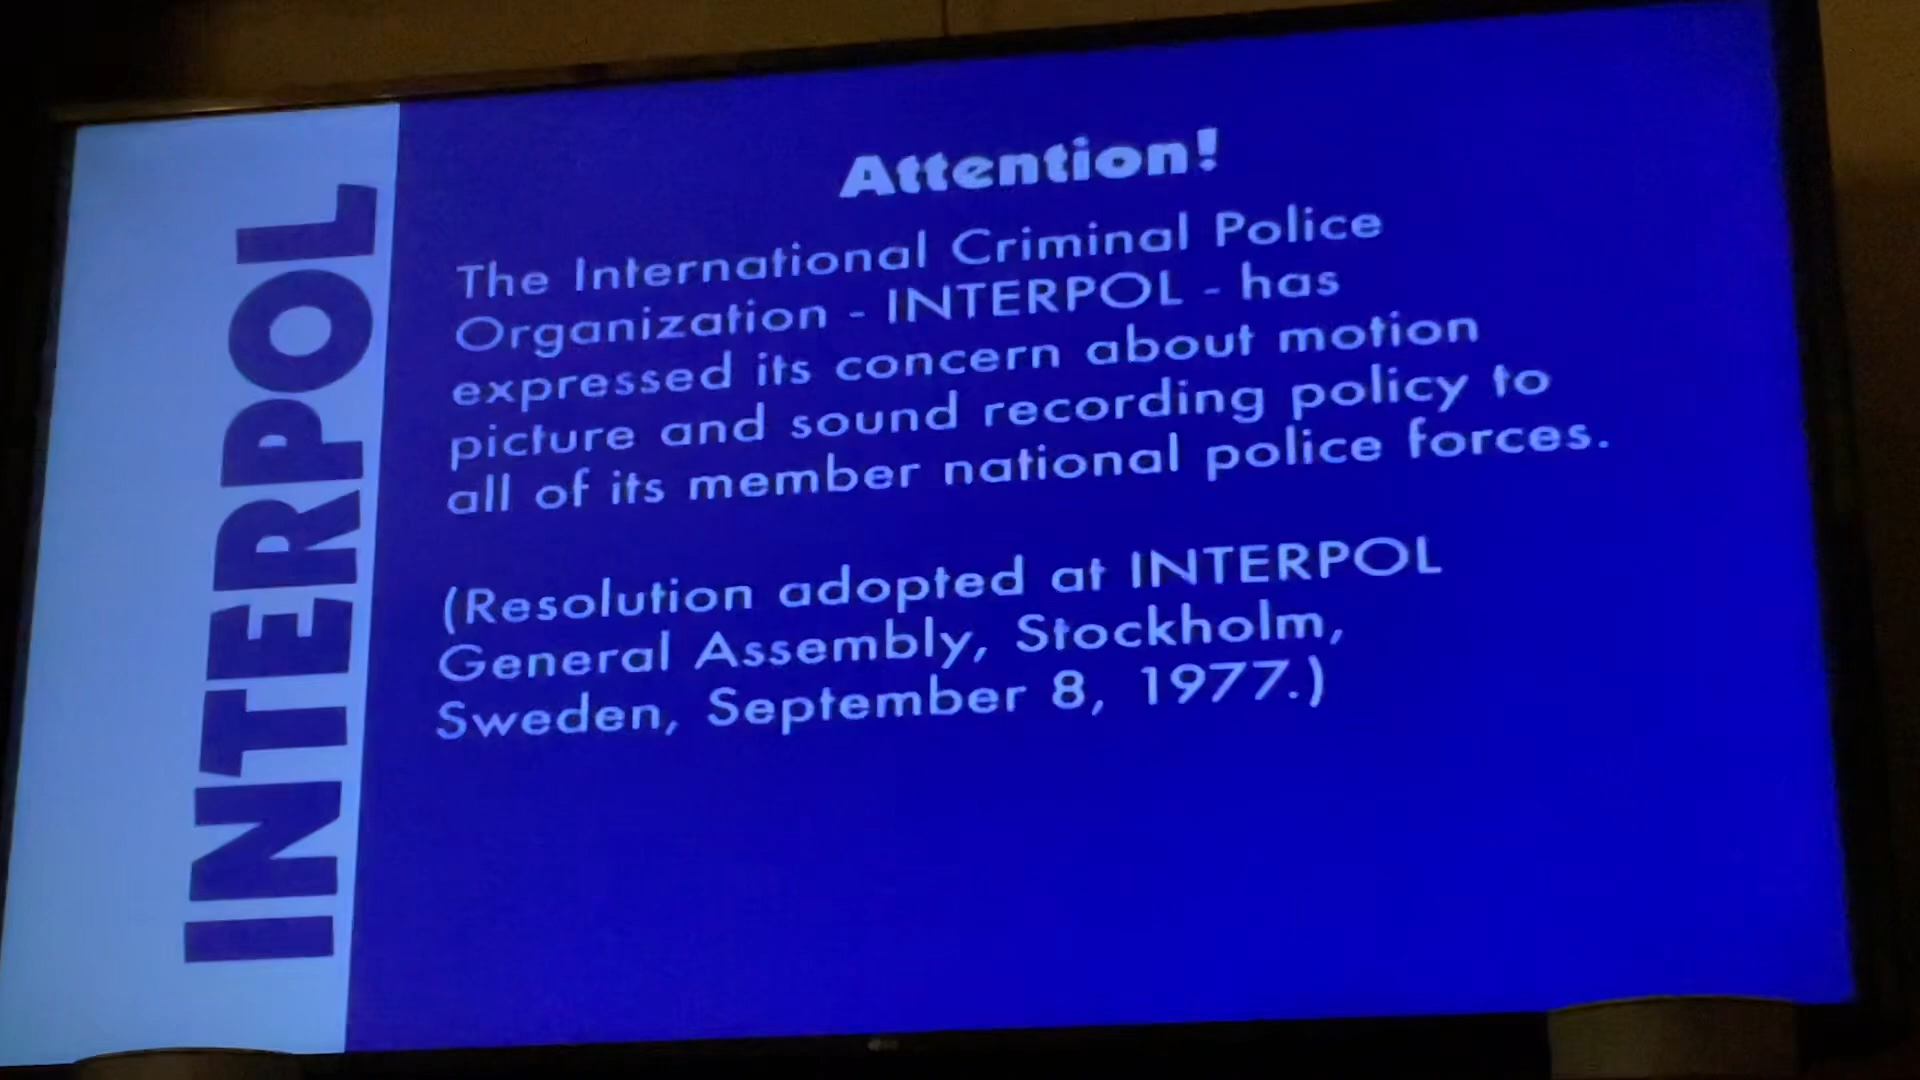 INTERPOL
Attention!
The International Criminal Police
Organization - INTERPOL - has
expressed its concern about motion
picture and sound recording policy to
all of its member national police forces.
(Resolution adopted at INTERPOL
General Assembly, Stockholm,
Sweden, September 8, 1977.)